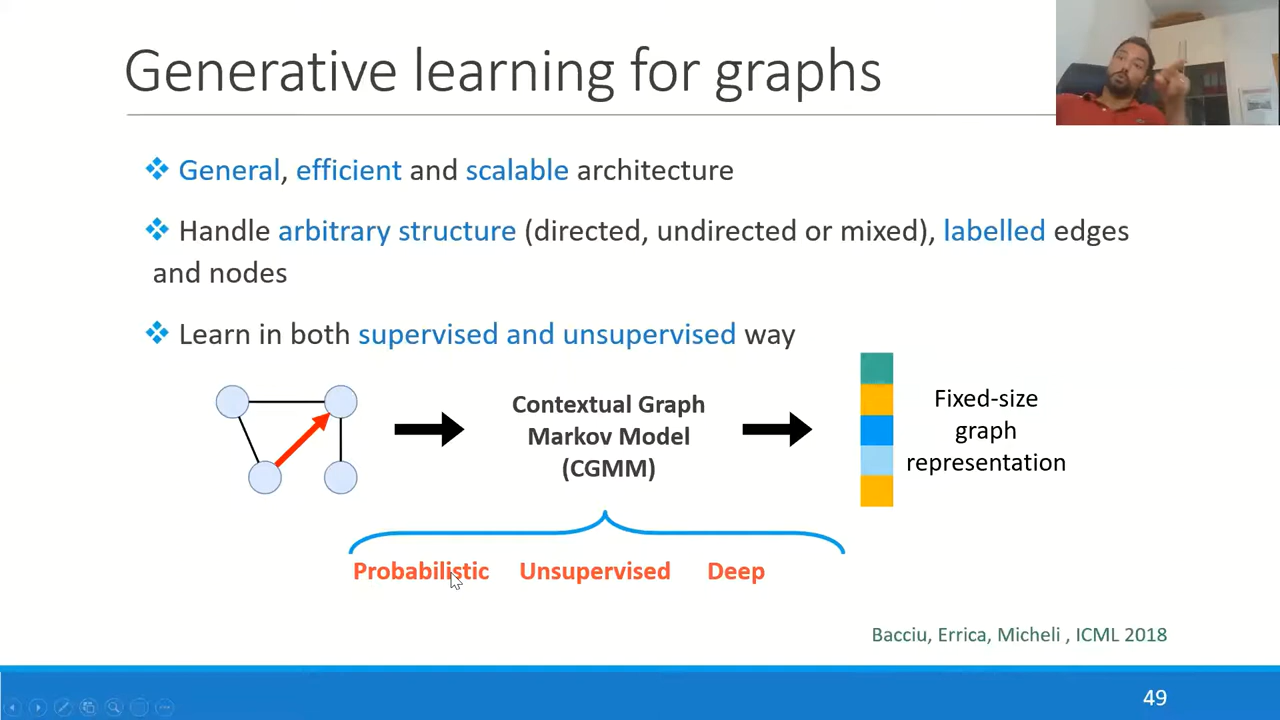 Generative learning for graphs
General, efficient and scalable architecture
Handle arbitrary structure (directed, undirected or mixed), labelled edges
and nodes
Learn in both supervised and unsupervised way
Contextual Graph
Markov Model
(CGMM)
Fixed-size
graph
representation
Probabilistic Unsupervised Deep
Bacciu, Errica, Micheli , ICML 2018
49